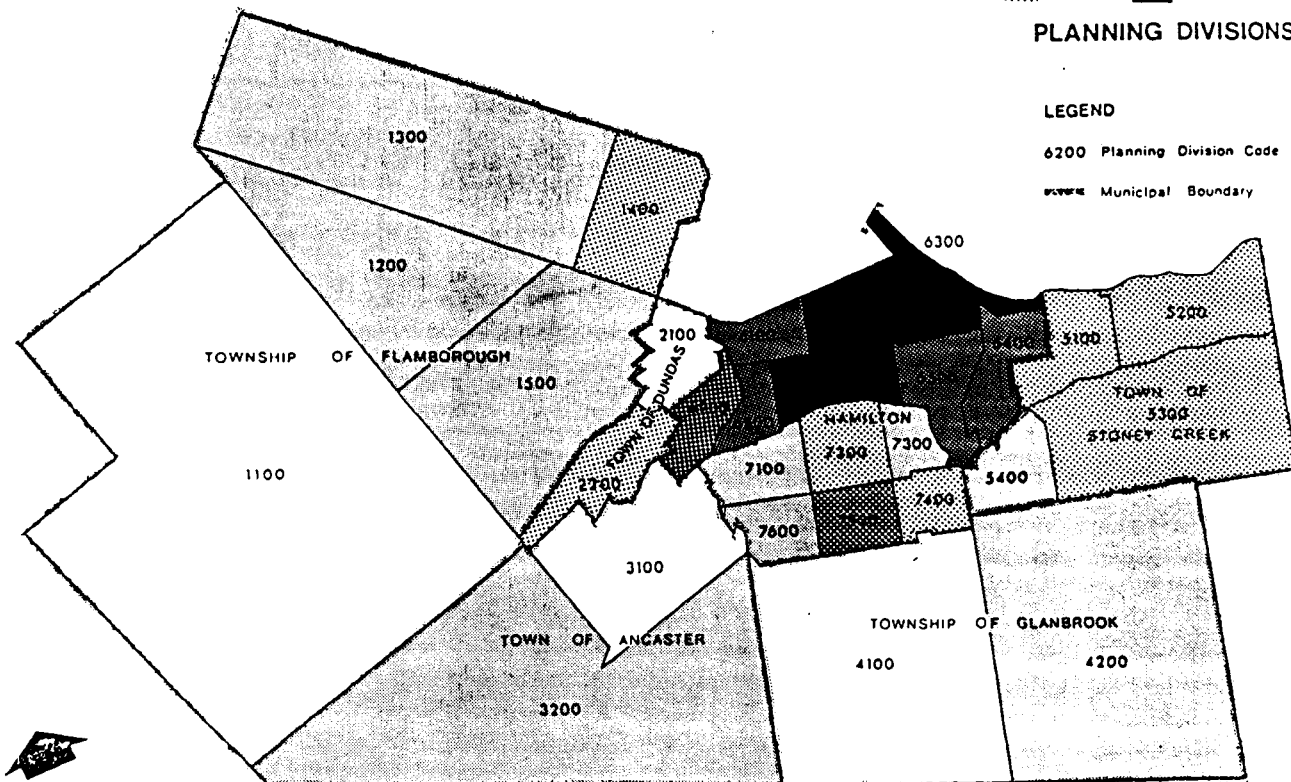 PLANNING DIVISIONS
LEGEND
6200 Planning Division Code
Municipal Boundary
1300
1400
6300
1200
5200
2100
5400
5100
TOWNSHIP OF FLAMBOROUGH
1500
TOWN OF DUNDAS
TOWN OF
5300
STONEY CREEK
HAMILTON
7300
7300
7100
1100
2200
5400
7400
7600
3100
TOWNSHIP OF GLANBROOK
TOWN OF ANCASTER
4100
4200
3200